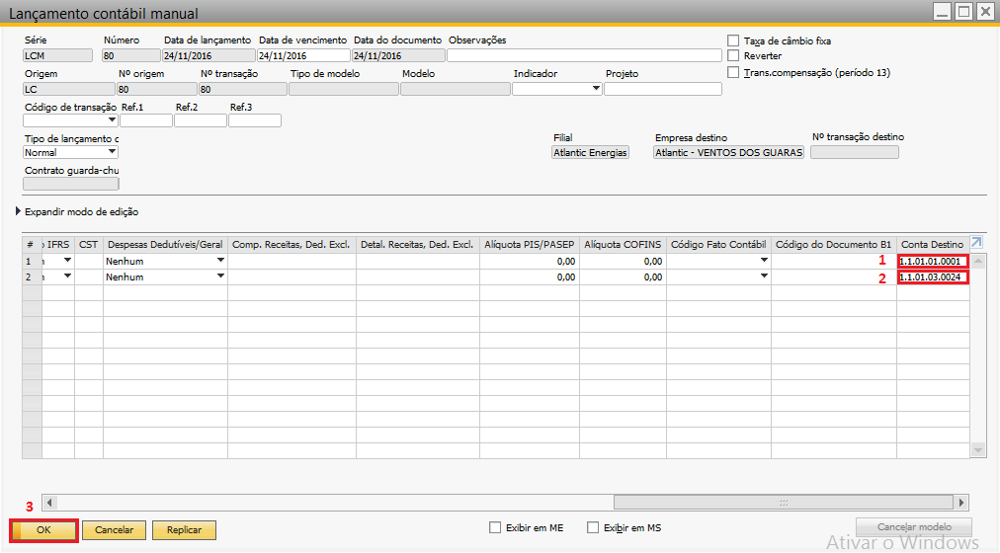 Lançamento contábil manual
Série Número Data de lançamento Data de vencimento Data do documento Observações
LCM 80 24/11/2016 24/11/2016 24/11/2016
Taxa de câmbio fixa
Reverter
Trans.compensação (período 13)
Origem Nº origem Nº transação Tipo de modelo Modelo Indicador Projeto
LC 80 80
Código de transação Ref.1 Ref.2 Ref.3
Tipo de lançamento c Filial Empresa destino Nº transação destino
Normal Atlantic Energias Atlantic - VENTOS DOS GUARAS
Contrato guarda-chu
Expandir modo de edição
# IFRS CST Despesas Dedutíveis/Geral Comp. Receitas, Ded. Excl. Detal. Receitas, Ded. Excl. Alíquota PIS/PASEP Alíquota COFINS Código Fato Contábil Código do Documento B1 Conta Destino
1 Nenhum 0,00 0,00 1 1.1.01.01.0001
2 Nenhum 0,00 0,00 2 1.1.01.03.0024
3
OK Cancelar Replicar Exibir em ME Exibir em MS Cancelar modelo
Ativar o Windows